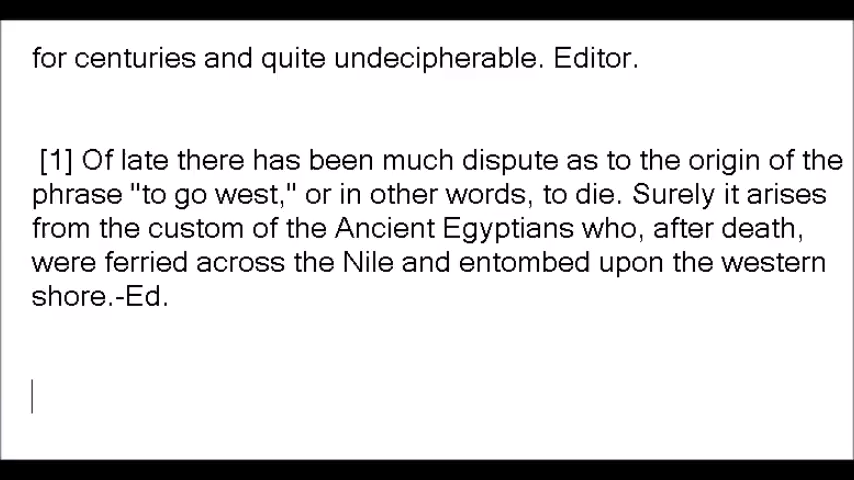 for centuries and quite undecipherable. Editor.
[1] Of late there has been much dispute as to the origin of the
phrase "to go west," or in other words, to die. Surely it arises
from the custom of the Ancient Egyptians who, after death,
were ferried across the Nile and entombed upon the western
shore.-Ed.